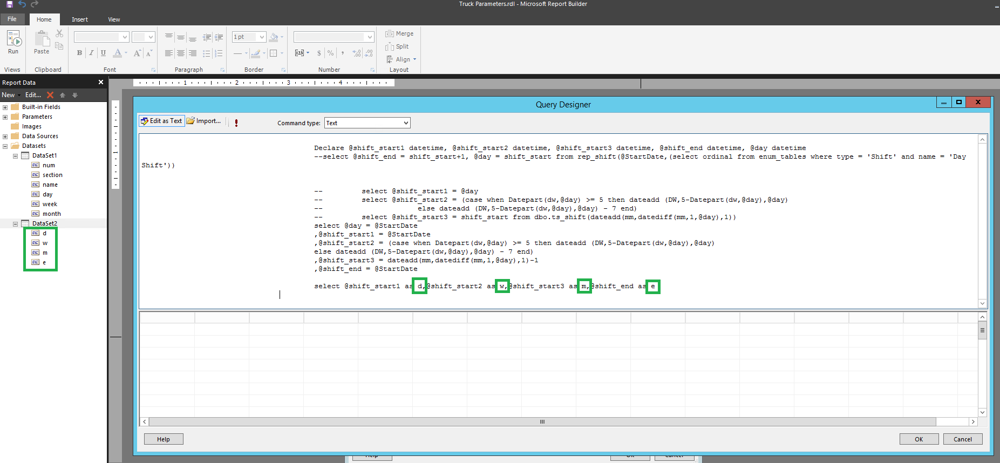 Truck Parameters.rdl - Microsoft Report Builder
File Home Insert View
Run
Paste
1 pt
Merge
Split
Align
B I U A A A
[123] $ % ,
Views Clipboard Font Paragraph Border Number Layout
Report Data
New Edit...
Built-in Fields
Parameters
Images
Data Sources
Datasets
DataSet1
num
section
name
day
week
month
DataSet2
d
w
m
e
1 2 3 4
Query Designer
Edit as Text Import... Command type: Text
Declare @shift_start1 datetime, @shift_start2 datetime, @shift_start3 datetime, @shift_end datetime, @day datetime
--select @shift_end = shift_start+1, @day = shift_start from rep_shift(@StartDate,(select ordinal from enum_tables where type = 'Shift' and name = 'Day
Shift'))
-- select @shift_start1 = @day
-- select @shift_start2 = (case when Datepart(dw,@day) >= 5 then dateadd (DW,5-Datepart(dw,@day),@day)
-- else dateadd (DW,5-Datepart(dw,@day),@day) - 7 end)
-- select @shift_start3 = shift_start from dbo.ts_shift(dateadd(mm,datediff(mm,1,@day),1))
select @day = @StartDate
,@shift_start1 = @StartDate
,@shift_start2 = (case when Datepart(dw,@day) >= 5 then dateadd (DW,5-Datepart(dw,@day),@day)
else dateadd (DW,5-Datepart(dw,@day),@day) - 7 end)
,@shift_start3 = dateadd(mm,datediff(mm,1,@day),1)-1
,@shift_end = @StartDate
select @shift_start1 as d,@shift_start2 as w,@shift_start3 as m,@shift_end as e
Help OK Cancel
Help OK Cancel